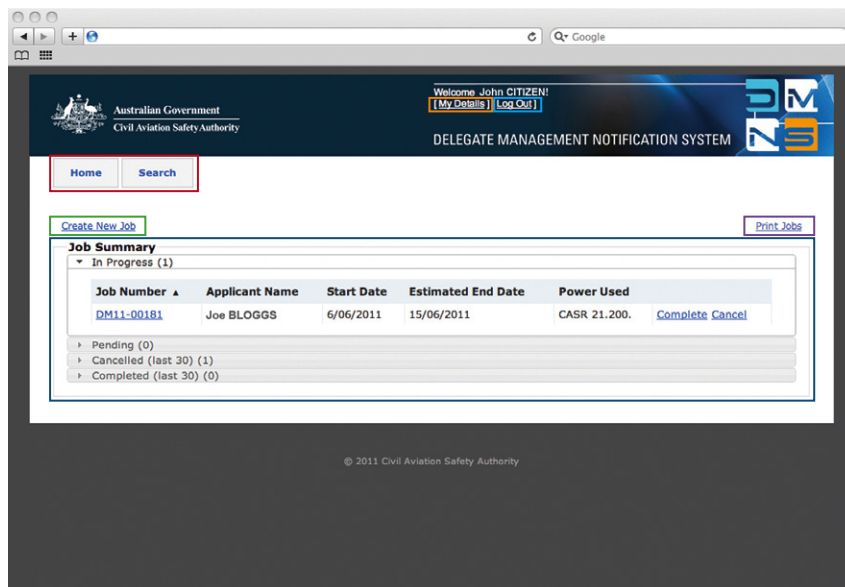 Google
Australian Government
Civil Aviation Safety Authority
Welcome John CITIZEN!
[ My Details ] [ Log Out ]
DELEGATE MANAGEMENT NOTIFICATION SYSTEM
DMNS
Home Search
Create New Job Print Jobs
Job Summary
In Progress (1)
Job Number ▲ Applicant Name Start Date Estimated End Date Power Used
DM11-00181 Joe BLOGGS 6/06/2011 15/06/2011 CASR 21.200. Complete Cancel
Pending (0)
Cancelled (last 30) (1)
Completed (last 30) (0)
© 2011 Civil Aviation Safety Authority